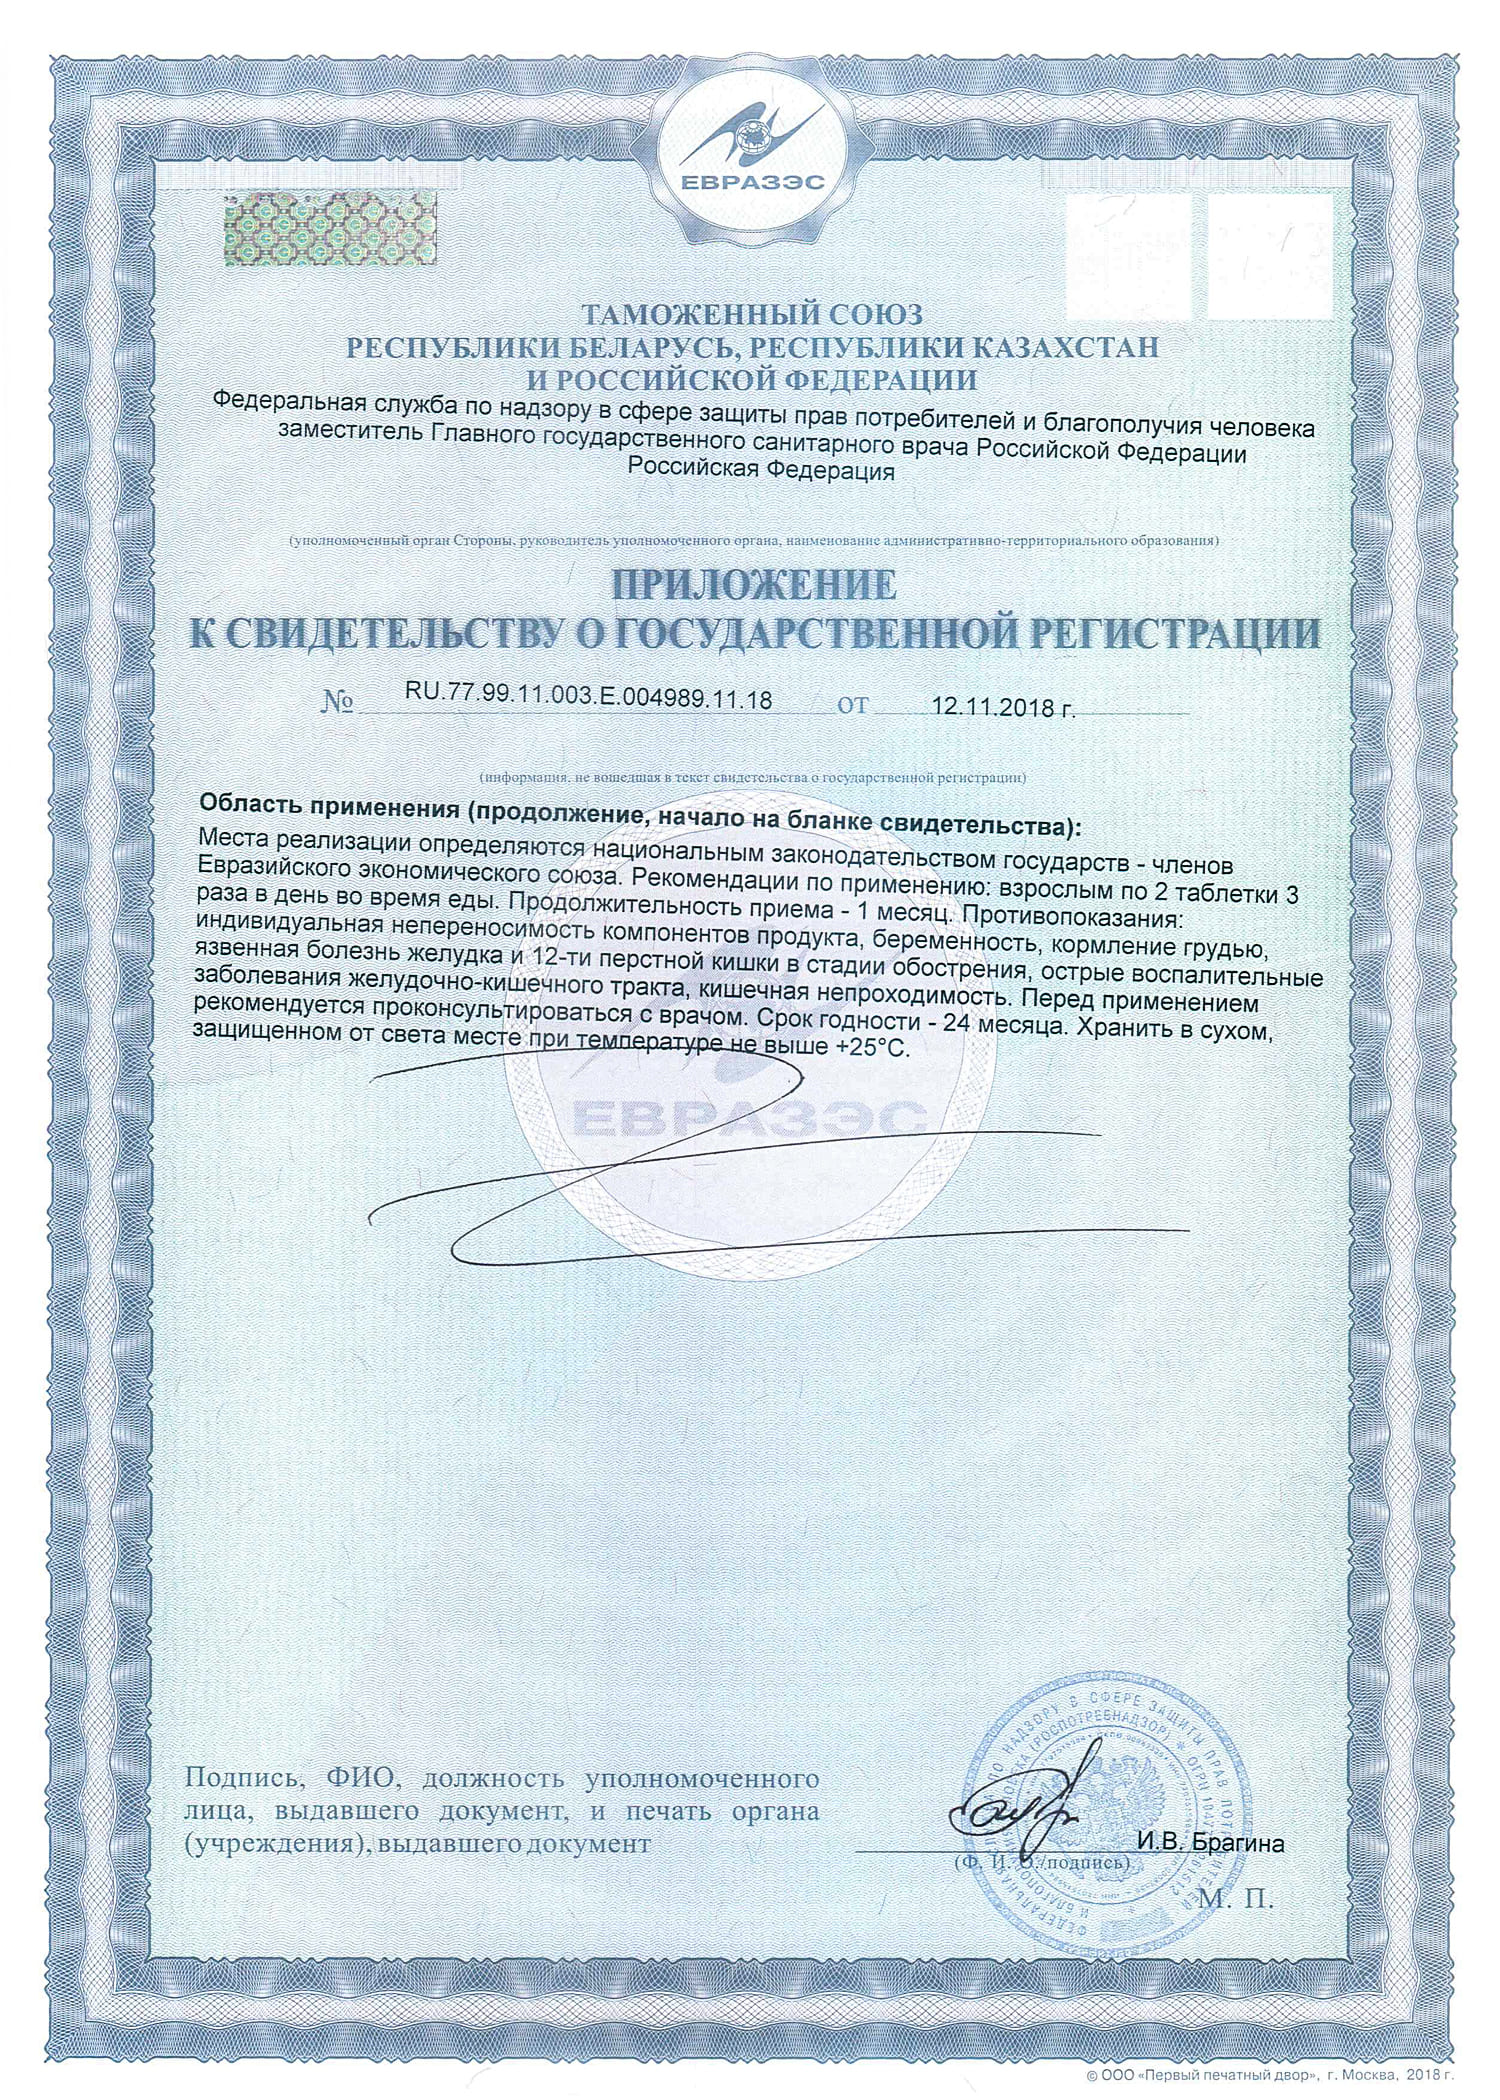 ЕВРАЗЭС
ТАМОЖЕННЫЙ СОЮЗ
РЕСПУБЛИКИ БЕЛАРУСЬ, РЕСПУБЛИКИ КАЗАХСТАН
И РОССИЙСКОЙ ФЕДЕРАЦИИ
Федеральная служба по надзору в сфере защиты прав потребителей и благополучия человека
заместитель Главного государственного санитарного врача Российской Федерации
Российская Федерация
(уполномоченный орган Стороны, руководитель уполномоченного органа, наименование административно-территориального образования)
ПРИЛОЖЕНИЕ
К СВИДЕТЕЛЬСТВУ О ГОСУДАРСТВЕННОЙ РЕГИСТРАЦИИ
№ RU.77.99.11.003.Е.004989.11.18 от 12.11.2018 г.
(информация, не вошедшая в текст свидетельства о государственной регистрации)
Область применения (продолжение, начало на бланке свидетельства):
Места реализации определяются национальным законодательством государств - членов
Евразийского экономического союза. Рекомендации по применению: взрослым по 2 таблетки 3
раза в день во время еды. Продолжительность приема - 1 месяц. Противопоказания:
индивидуальная непереносимость компонентов продукта, беременность, кормление грудью,
язвенная болезнь желудка и 12-ти перстной кишки в стадии обострения, острые воспалительные
заболевания желудочно-кишечного тракта, кишечная непроходимость. Перед применением
рекомендуется проконсультироваться с врачом. Срок годности - 24 месяца. Хранить в сухом,
защищенном от света месте при температуре не выше +25°С.
ЕВРАЗЭС
Подпись, ФИО, должность уполномоченного
лица, выдавшего документ, и печать органа
(учреждения), выдавшего документ
И.В. Брагина
(Ф. И. О./подпись)
М. П.
НАДЗОРУ В СФЕРЕ ЗАЩИТЫ ПРАВ
(РОСПОТРЕБНАДЗОР) * ОГРН
© ООО «Первый печатный двор», г. Москва, 2018 г.